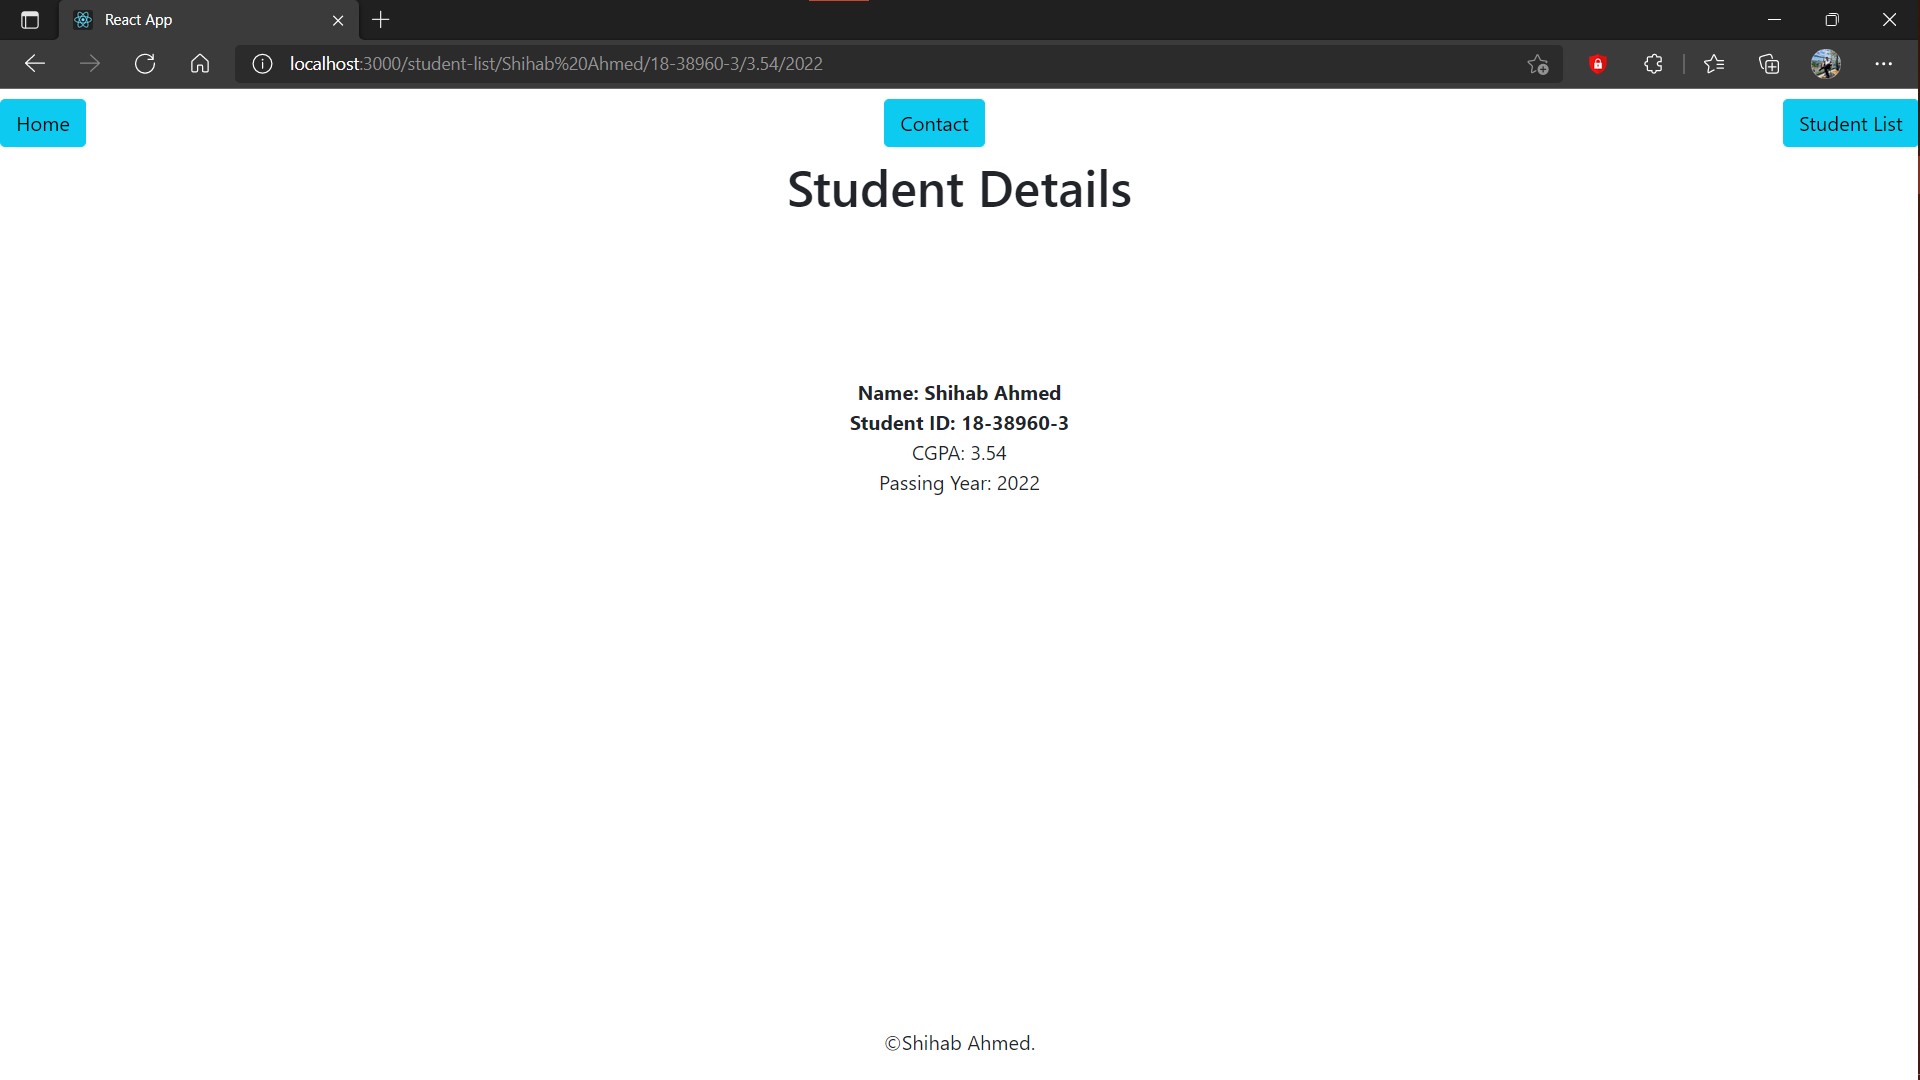 React App
localhost:3000/student-list/Shihab%20Ahmed/18-38960-3/3.54/2022
Home
Contact
Student List
Student Details
Name: Shihab Ahmed
Student ID: 18-38960-3
CGPA: 3.54
Passing Year: 2022
©Shihab Ahmed.